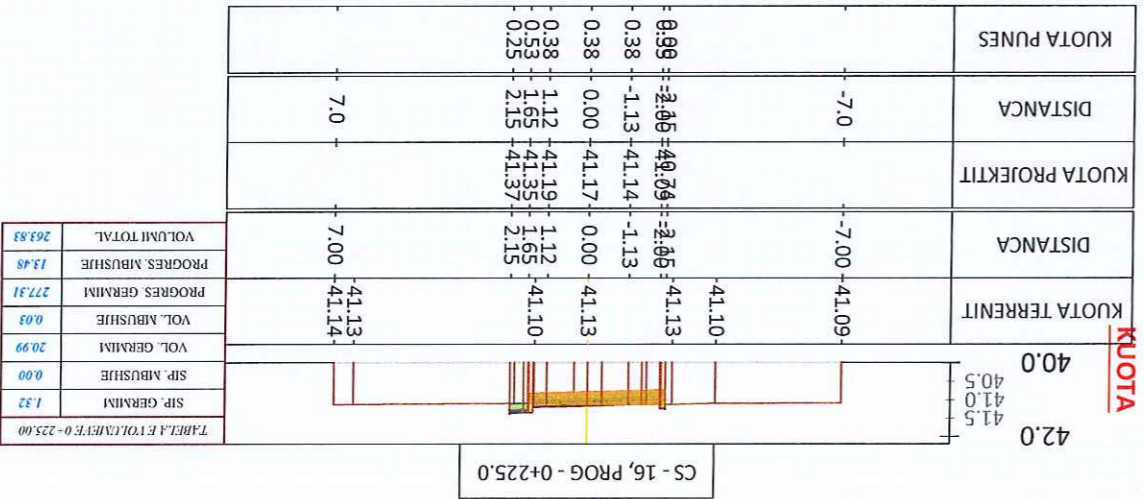 CS - 16, PROG - 0+225.0
42.0
41.5
41.0
40.5
40.0
KUOTA
KUOTA TERRENIT 41.09 41.10 41.13 41.13 41.10 41.13 41.14
DISTANCA -7.00 -2.15 -2.00 -1.13 0.00 1.12 1.65 2.15 7.00
KUOTA PROJEKTIT 40.74 41.09 41.14 41.17 41.19 41.35 41.37
DISTANCA -7.0 -2.15 -2.00 -1.13 0.00 1.12 1.65 2.15 7.0
KUOTA PUNES 0.38 0.38 0.38 0.53 0.25
TABELA E VOLUMEVE 0+225.00
SIP. GERMIM 1.32
SIP. MBUSHJE 0.00
VOL. GERMIM 20.99
VOL. MBUSHJE 0.03
PROGRES. GERMIM 277.31
PROGRES. MBUSHJE 13.48
VOLUMI TOTAL 263.83